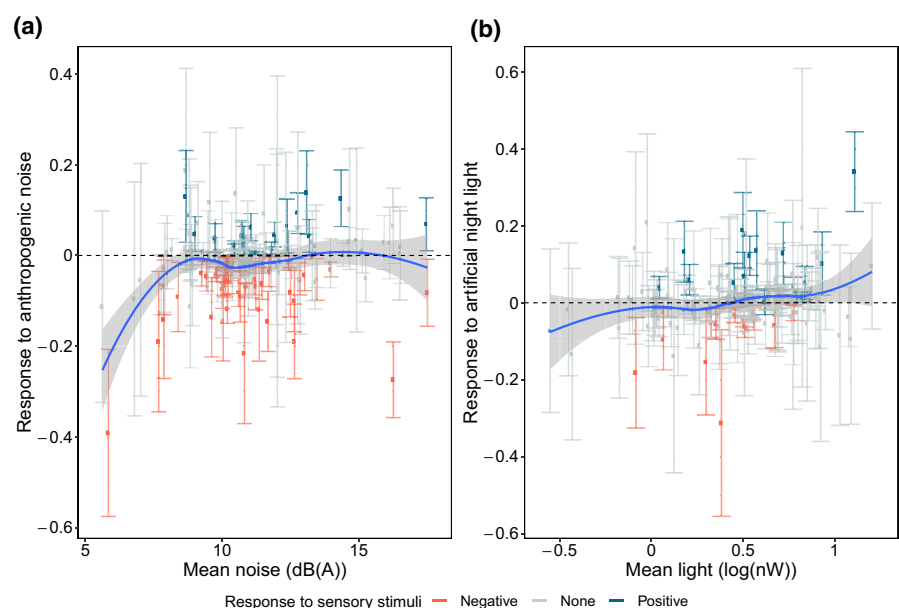 (a)
Response to anthropogenic noise
0.4
0.2
0
−0.2
−0.4
−0.6
5
10
15
Mean noise (dB(A))
(b)
Response to artificial night light
0.6
0.4
0.2
0
−0.2
−0.4
−0.6
−0.5
0
0.5
1
Mean light (log(nW))
Response to sensory stimuli Negative None Positive